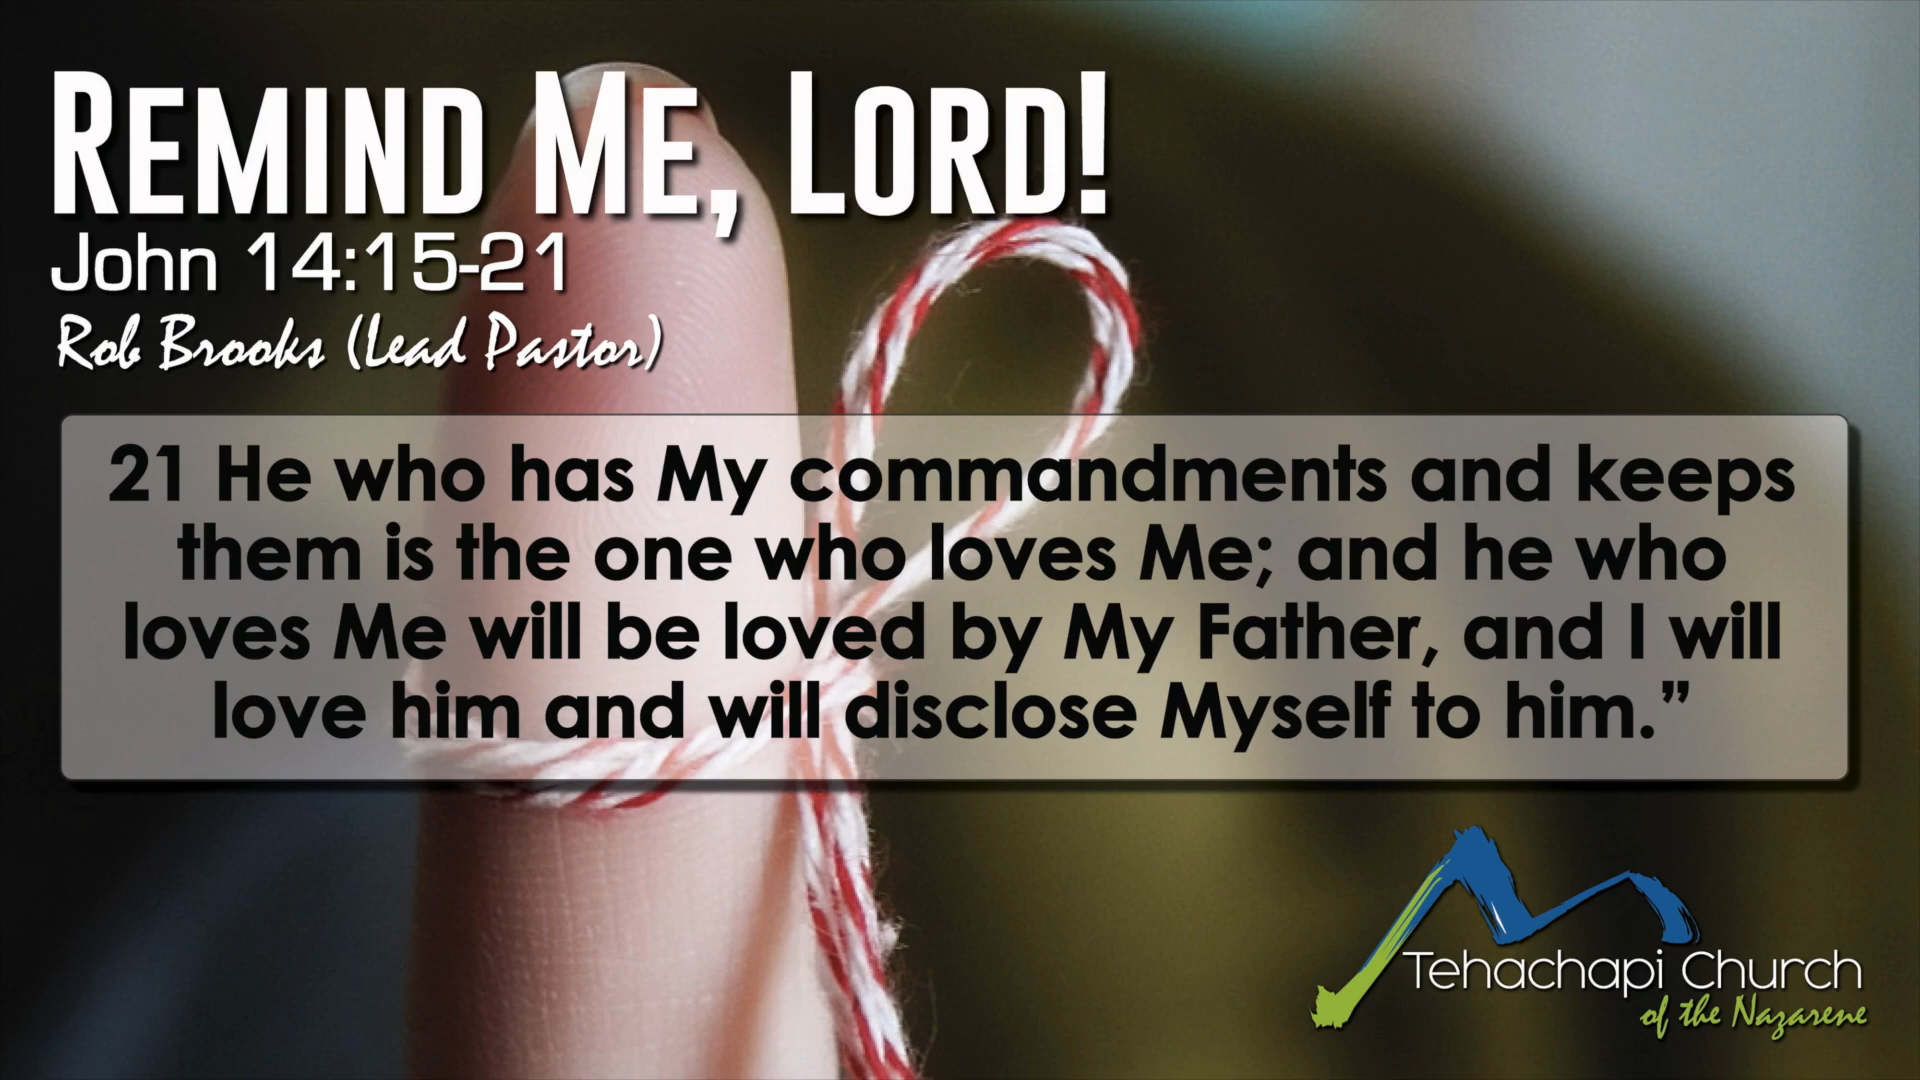 REMIND ME, LORD!
John 14:15-21
Rob Brooks (Lead Pastor)
21 He who has My commandments and keeps
them is the one who loves Me; and he who
loves Me will be loved by My Father, and I will
love him and will disclose Myself to him.”
Tehachapi Church
of the Nazarene